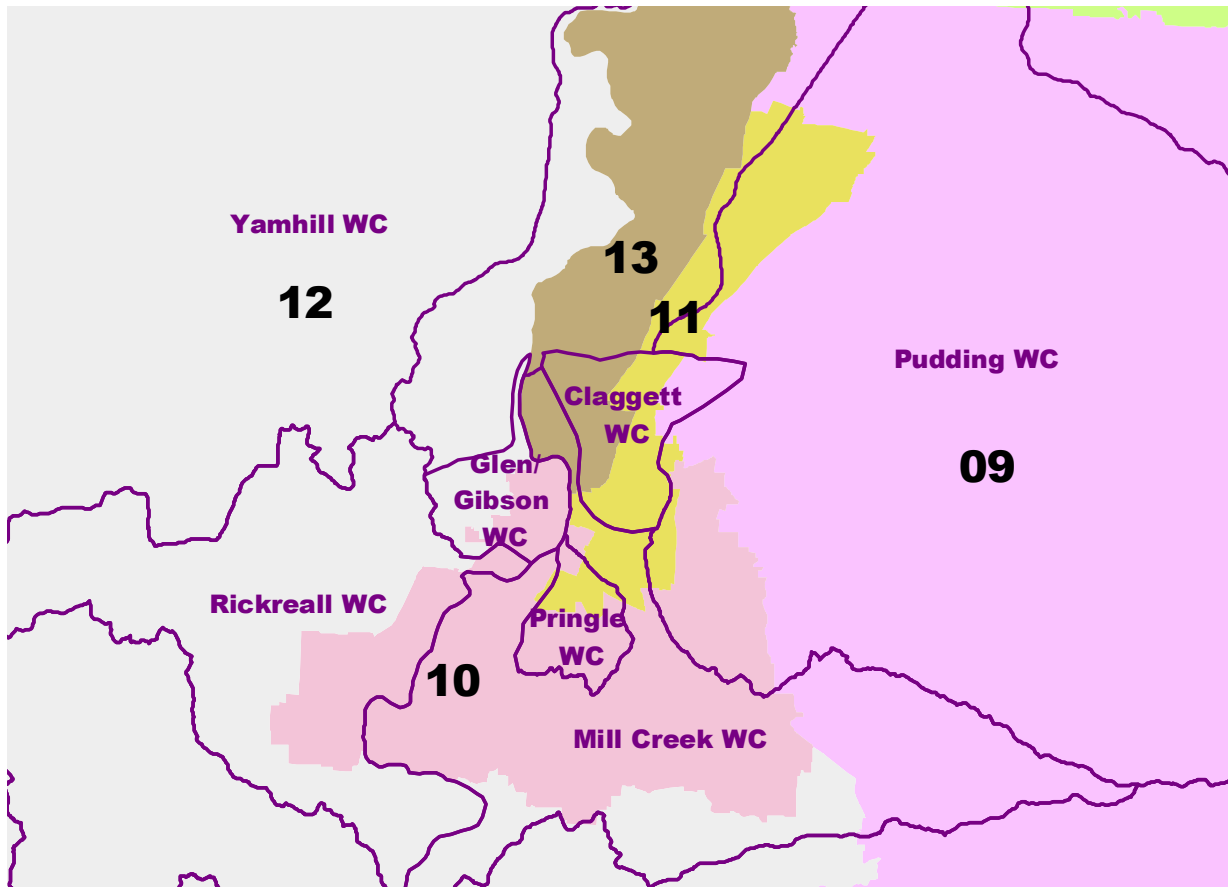 Yamhill WC
12
13
11
Pudding WC
09
Claggett
WC
Glen/
Gibson
WC
Rickreall WC
Pringle
WC
10
Mill Creek WC